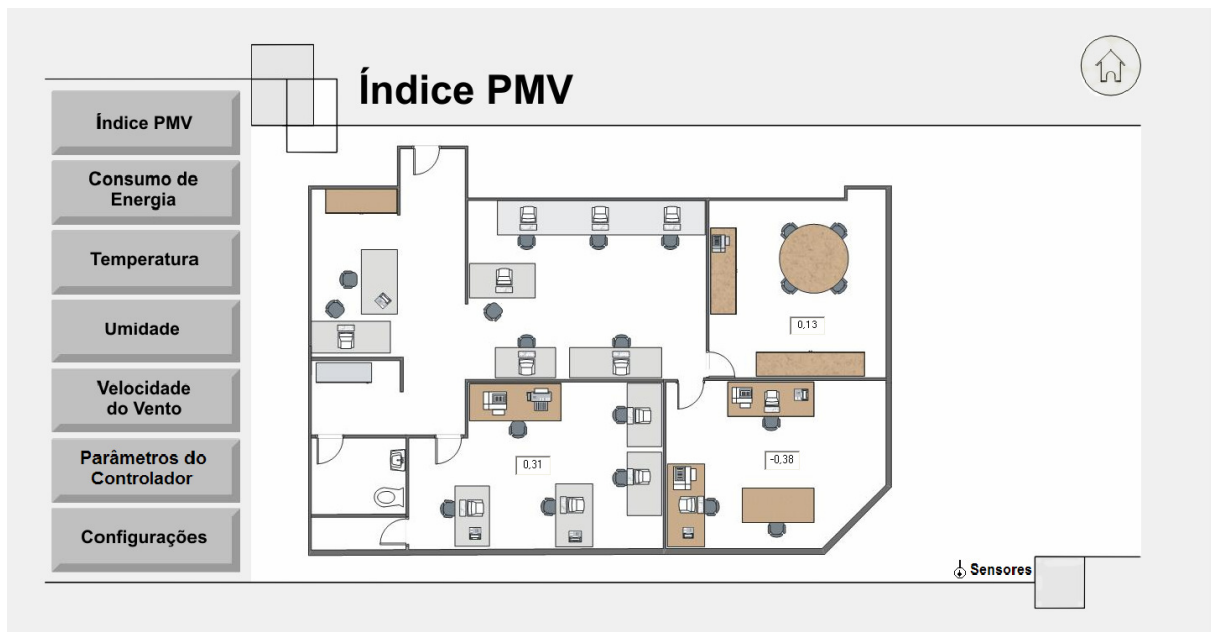 Índice PMV
Índice PMV
Consumo de
Energia
Temperatura
Umidade
Velocidade
do Vento
Parâmetros do
Controlador
Configurações
0,13
0,31
-0,38
Sensores